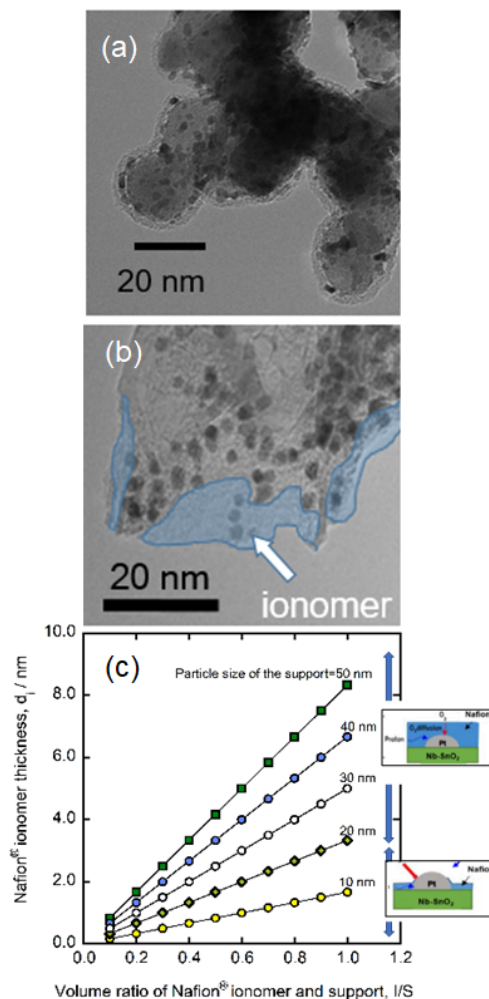 (a)
20 nm
(b)
20 nm
ionomer
(c)
Nafion® ionomer thickness, dᵢ / nm
10.0
8.0
6.0
4.0
2.0
0.0
Particle size of the support=50 nm
40 nm
30 nm
20 nm
10 nm
0.0 0.2 0.4 0.6 0.8 1.0 1.2
Volume ratio of Nafion® ionomer and support, I/S
O₂diffusion
Nafion
Proton
Pt
Nb-SnO₂
Nafion
Pt
Nb-SnO₂